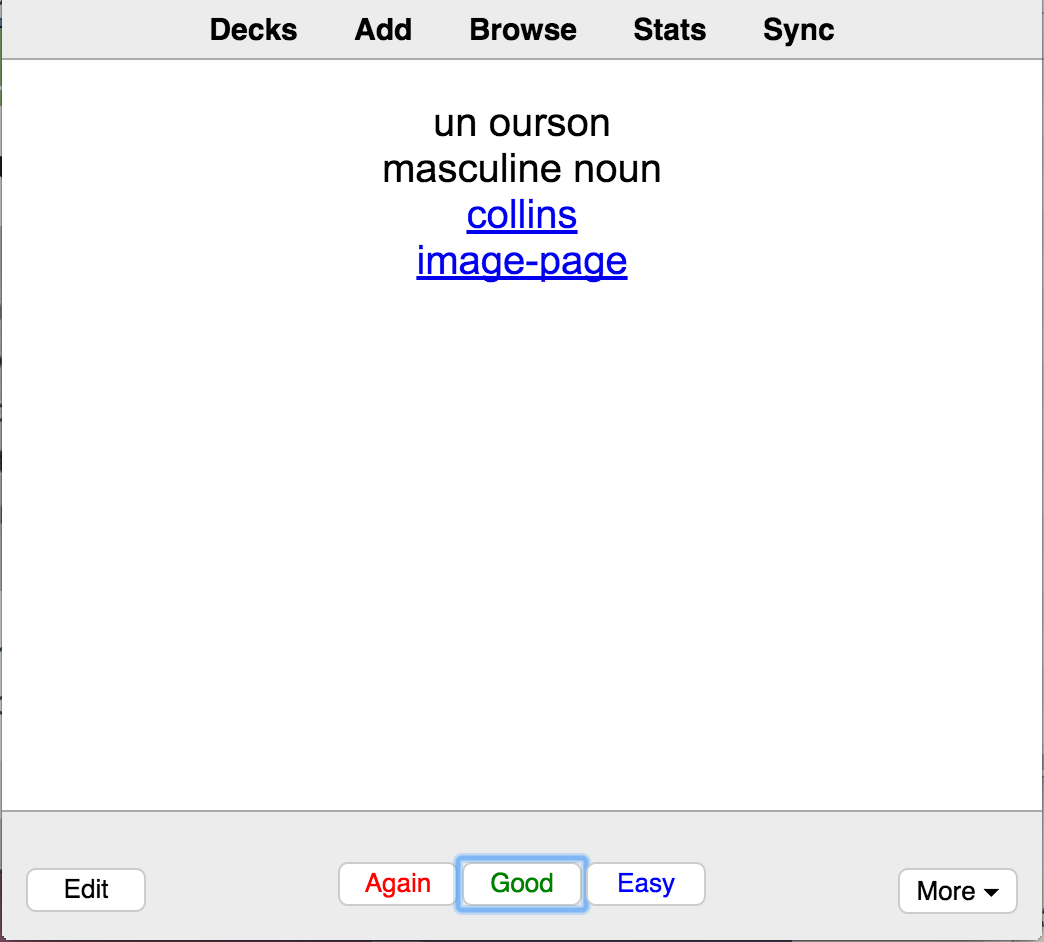 Decks Add Browse Stats Sync
un ourson
masculine noun
collins
image-page
Edit Again Good Easy More